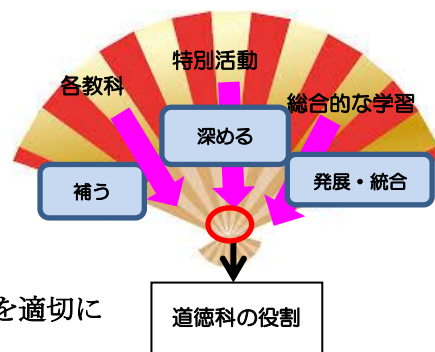 特別活動
各教科
総合的な学習
深める
補う
発展・統合
を適切に
道徳科の役割